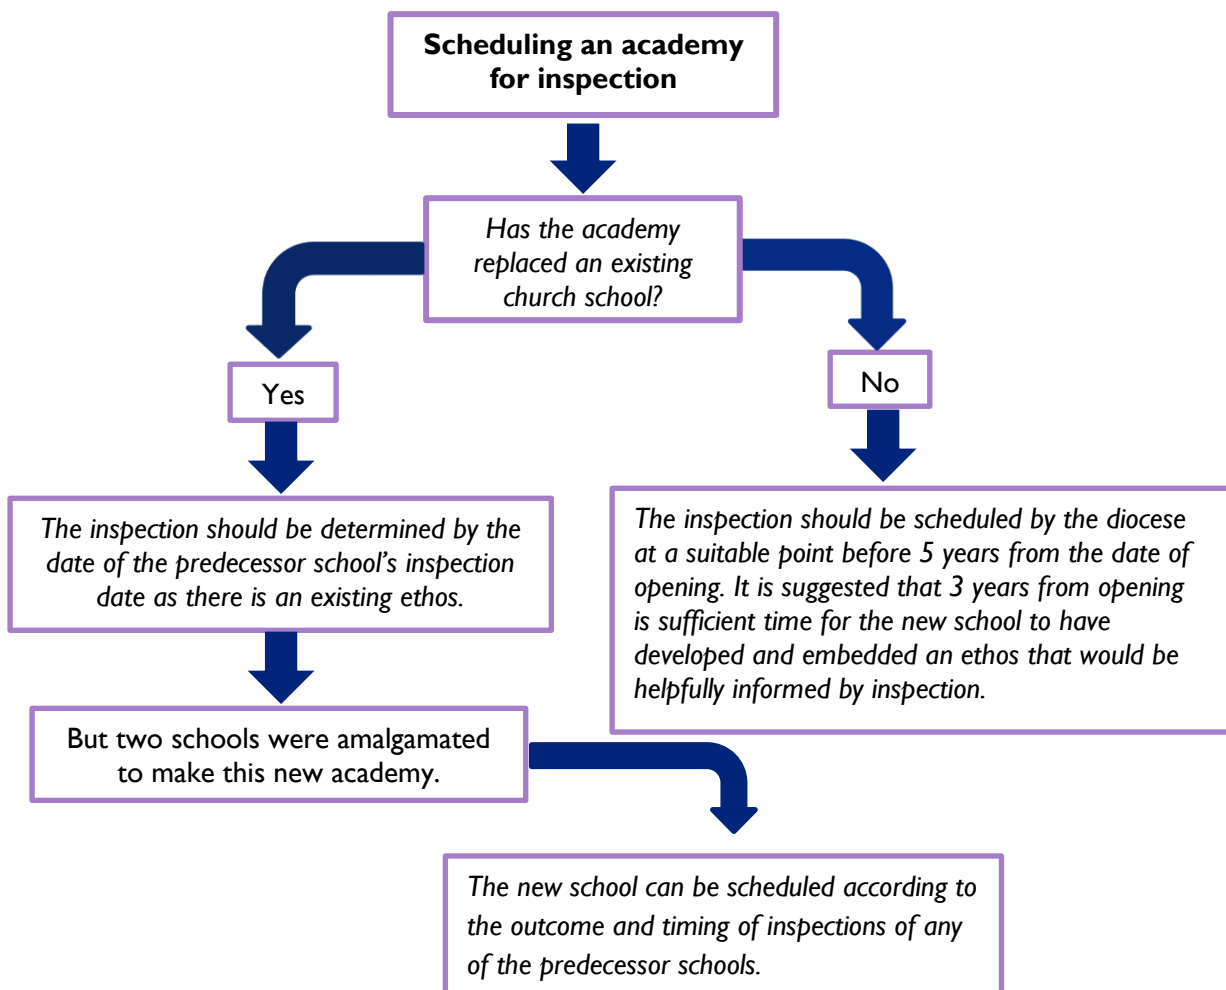 Scheduling an academy
for inspection
Has the academy
replaced an existing
church school?
Yes
No
The inspection should be determined by the
date of the predecessor school’s inspection
date as there is an existing ethos.
The inspection should be scheduled by the diocese
at a suitable point before 5 years from the date of
opening. It is suggested that 3 years from opening
is sufficient time for the new school to have
developed and embedded an ethos that would be
helpfully informed by inspection.
But two schools were amalgamated
to make this new academy.
The new school can be scheduled according to
the outcome and timing of inspections of any
of the predecessor schools.